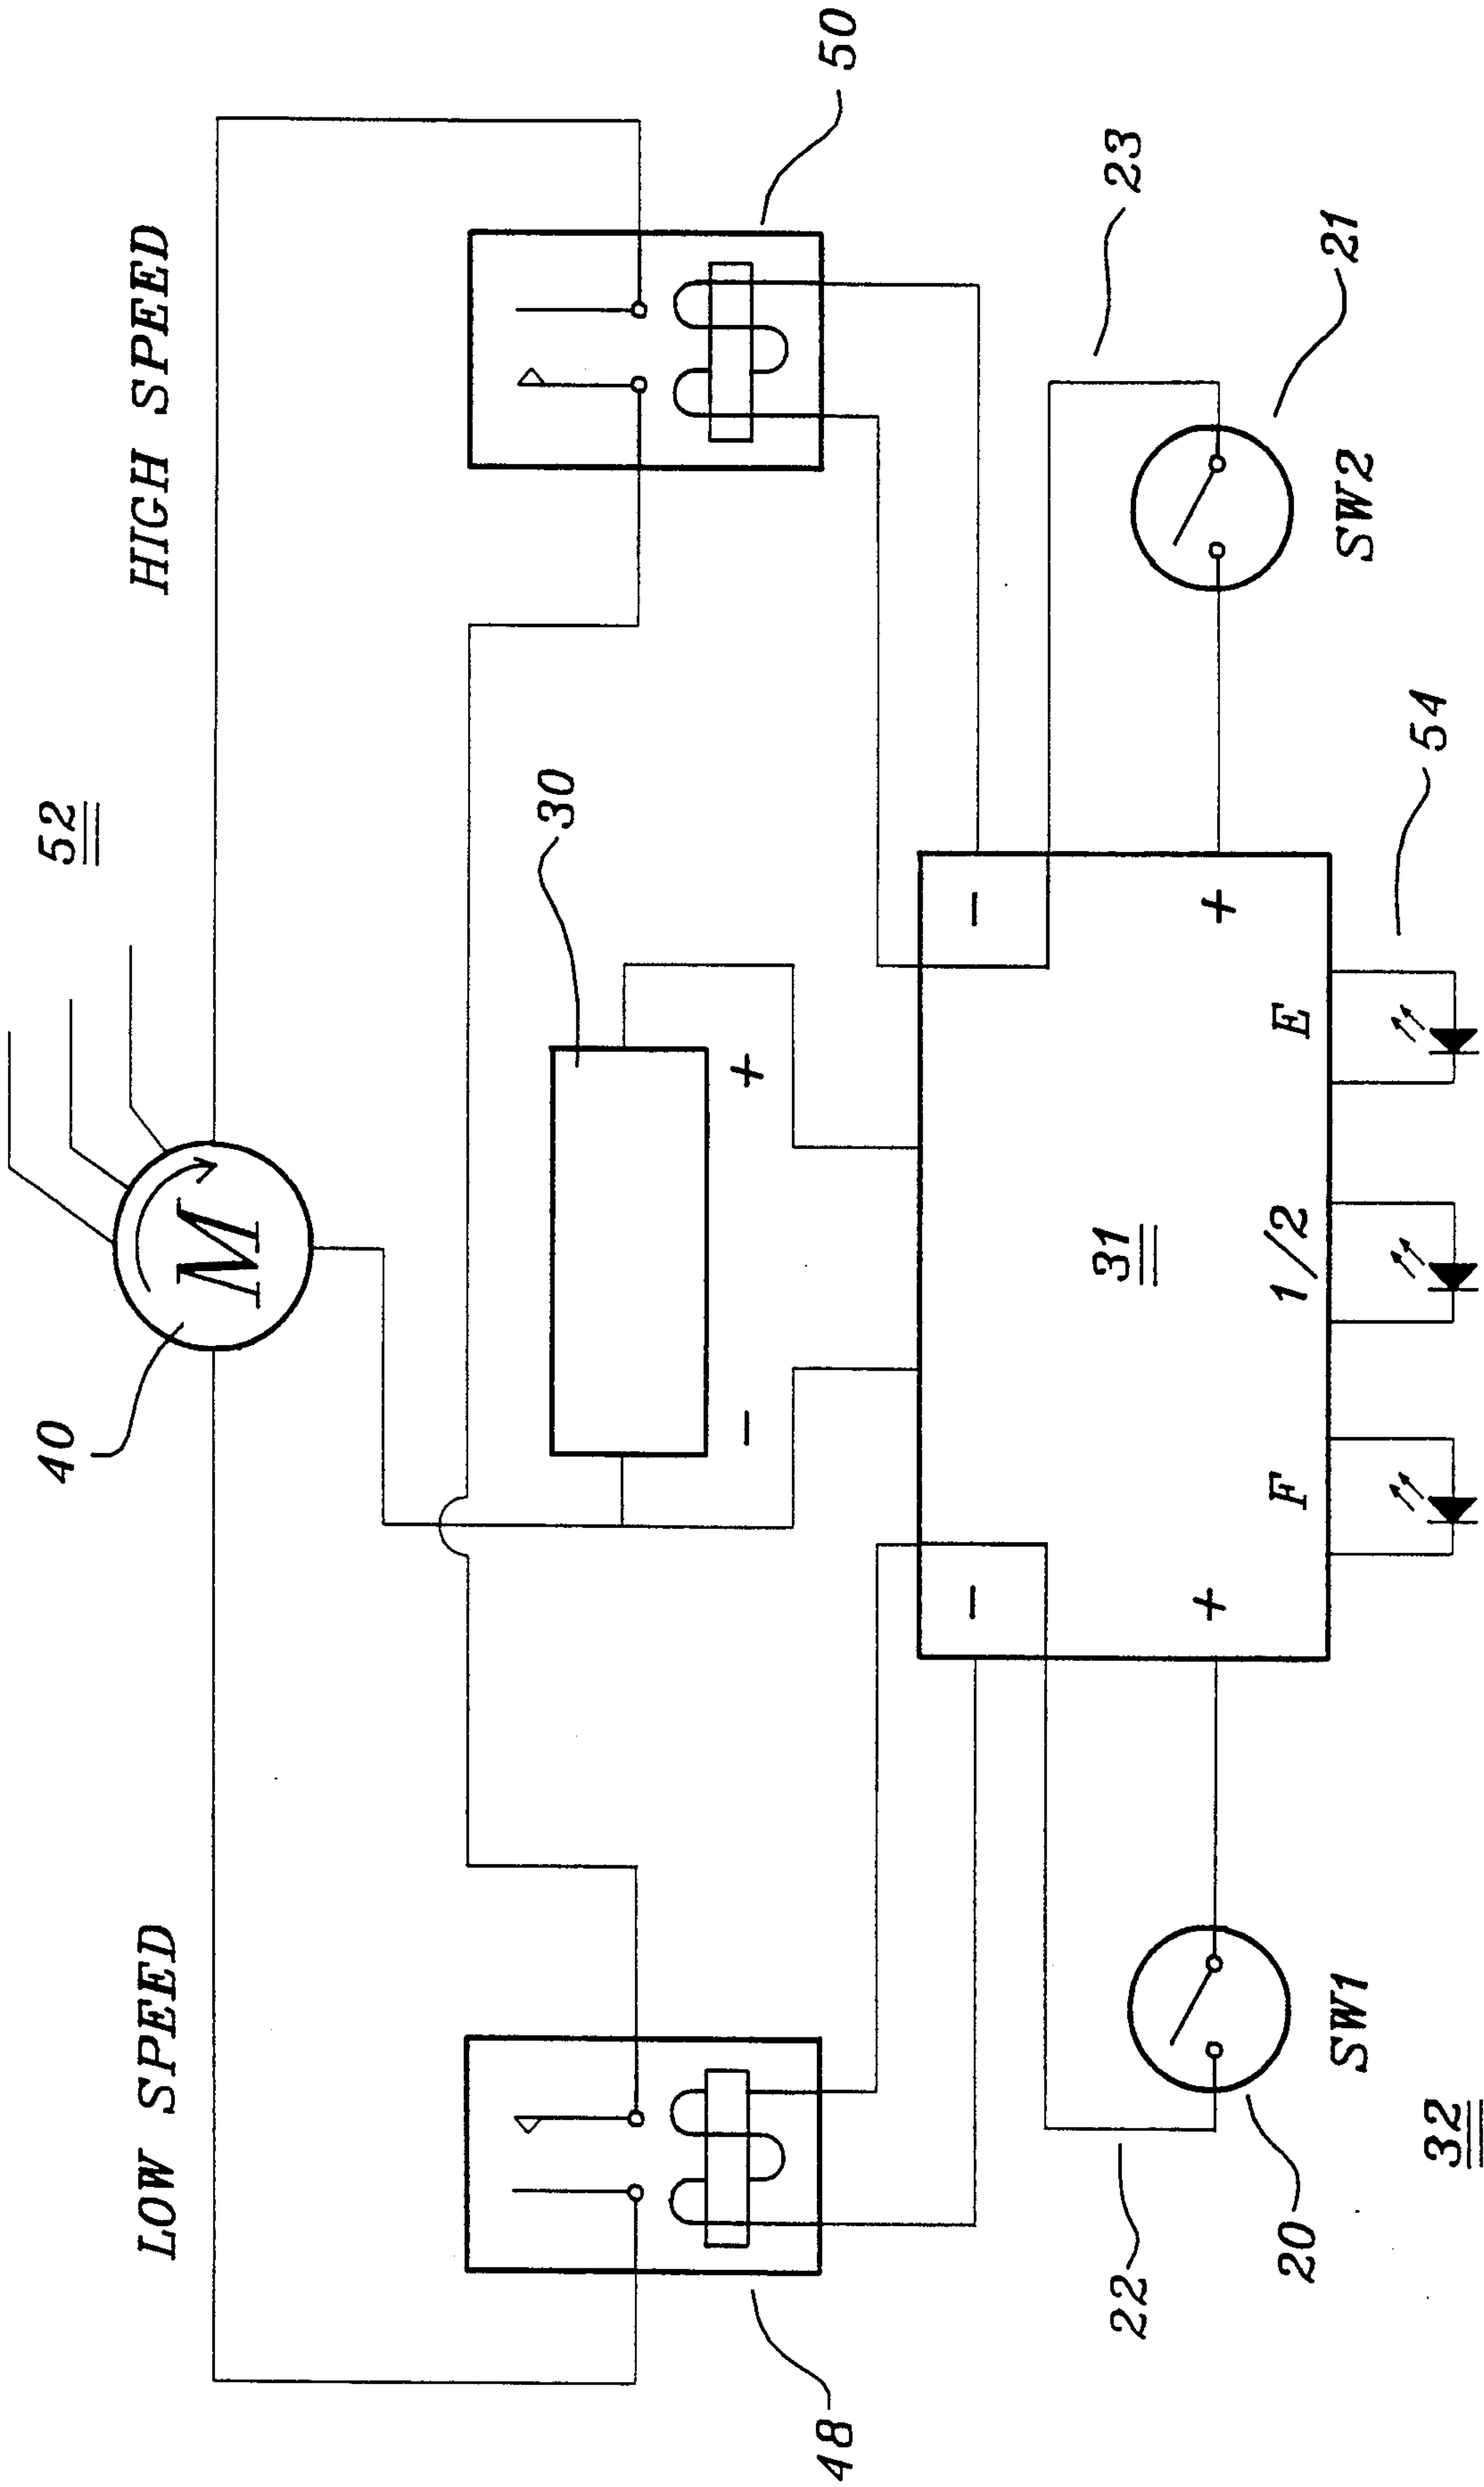 52
LOW SPEED
HIGH SPEED
40
M
30
- +
48
50
- -
31
22
23
+ +
F 1/2 E
20
21
SW1
SW2
54
32